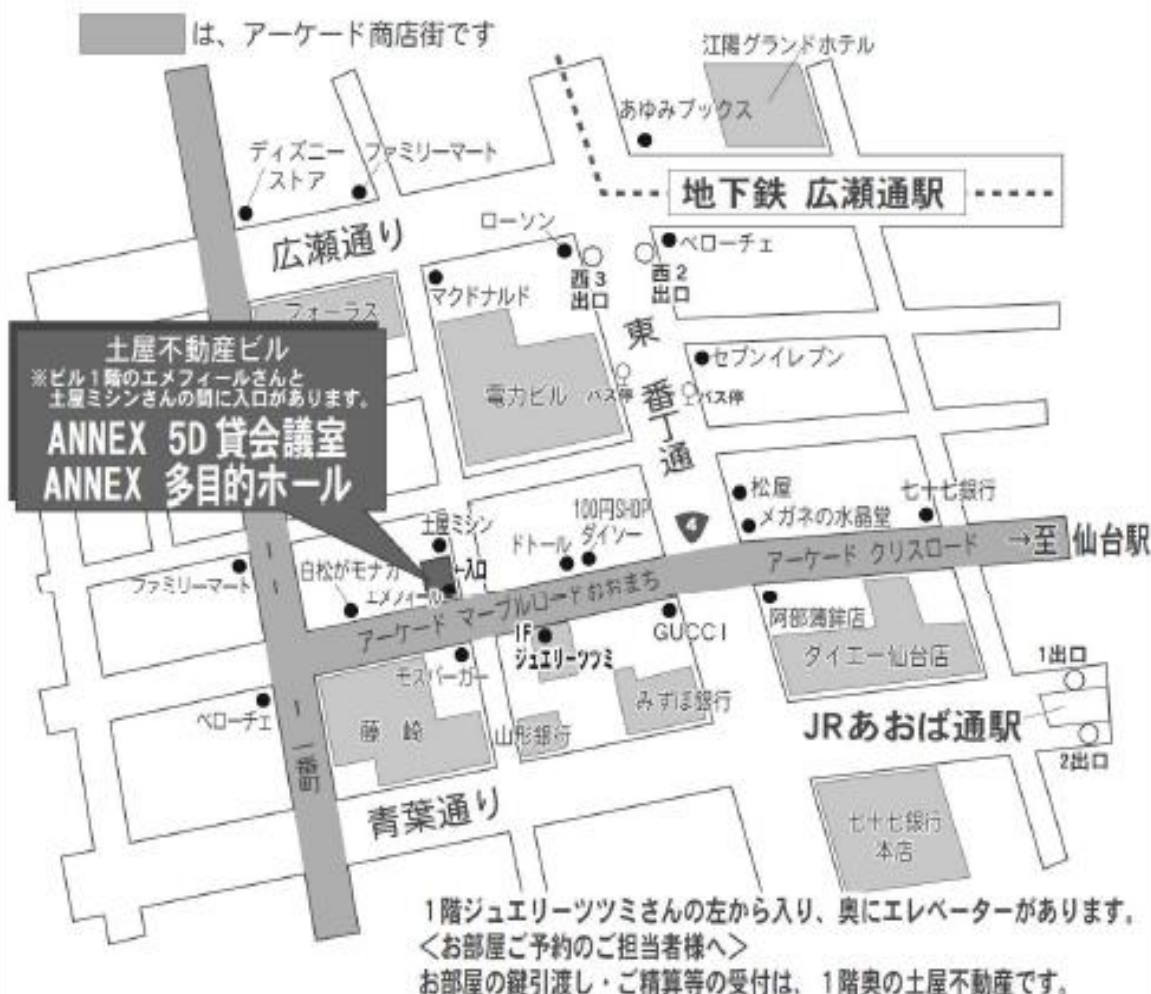 は、アーケード商店街です
江陽グランドホテル
あゆみブックス
ディズニー
ストア
ファミリーマート
地下鉄 広瀬通駅
広瀬通り
ローソン
ベローチェ
西3
出口
西2
出口
マクドナルド
フォーラス
東
番丁通
セブンイレブン
電力ビル
バス停
バス停
土屋不動産ビル
※ビル1階のエメフィールさんと
土屋ミシンさんの間に入口があります。
ANNEX 5D 貸会議室
ANNEX 多目的ホール
松屋
七十七銀行
メガネの水晶堂
100円SHOP
ダイソー
ドトール
4
土屋ミシン
入口
アーケード クリスロード
→至 仙台駅
ファミリーマート
白松がモナカ
エメフィール
アーケード マーブルロードおおまち
阿部蒲鉾店
GUCCI
1F
ジュエリーツツミ
モスバーガー
ダイエー仙台店
1出口
みずほ銀行
ベローチェ
藤崎
山形銀行
JRあおば通駅
2出口
一番町
青葉通り
七十七銀行
本店
1階ジュエリーツツミさんの左から入り、奥にエレベーターがあります。
<お部屋ご予約のご担当者様へ>
お部屋の鍵引渡し・ご精算等の受付は、1階奥の土屋不動産です。